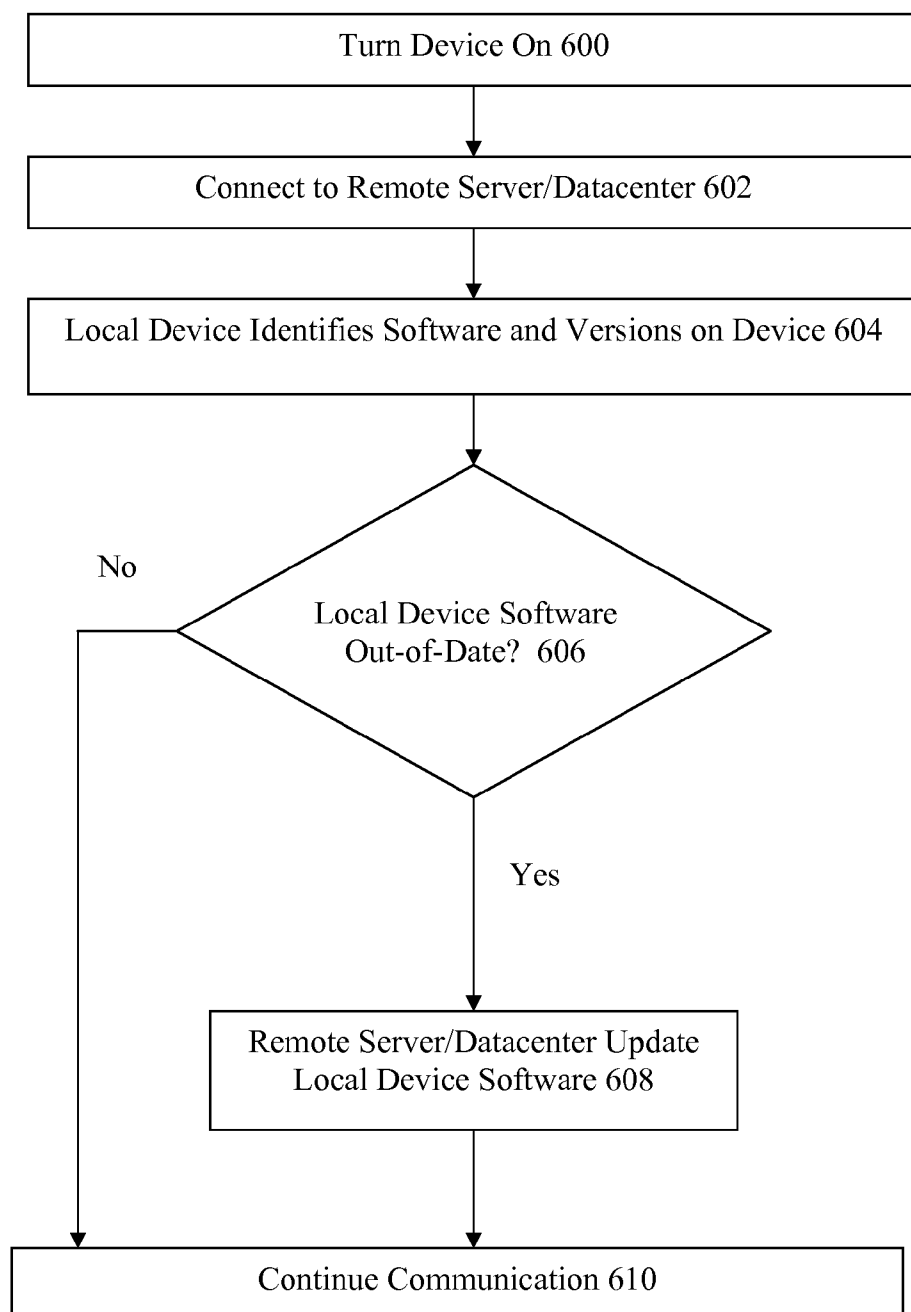 Turn Device On 600
Connect to Remote Server/Datacenter 602
Local Device Identifies Software and Versions on Device 604
No
Local Device Software
Out-of-Date? 606
Yes
Remote Server/Datacenter Update
Local Device Software 608
Continue Communication 610